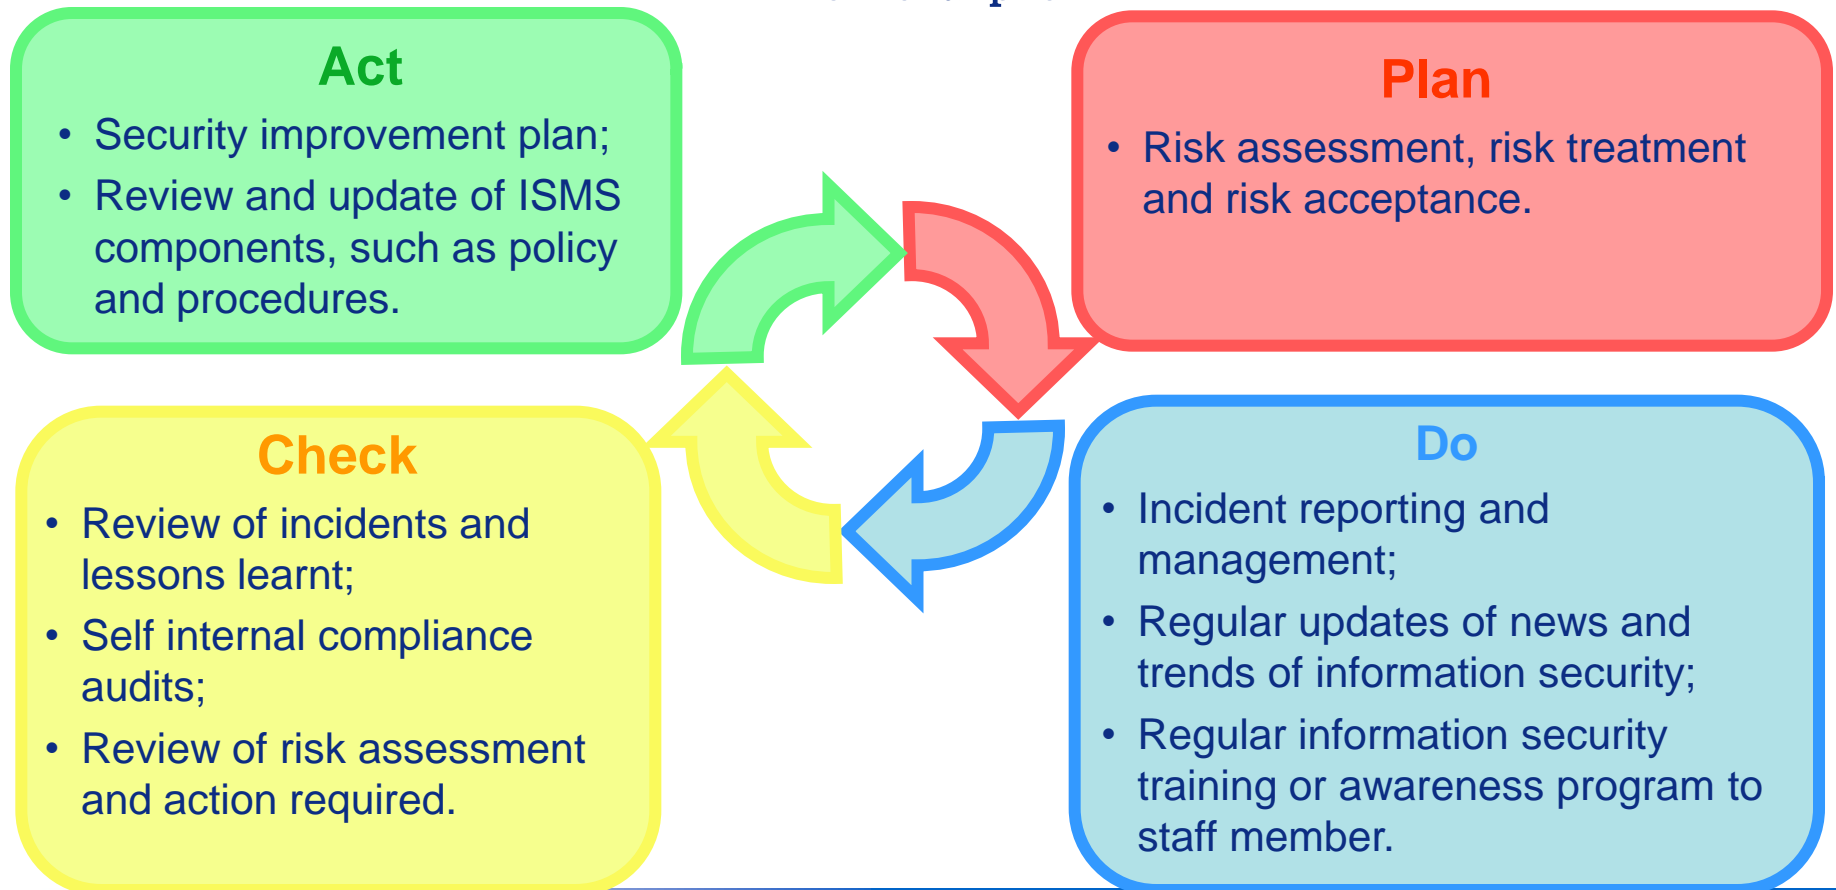 Act
• Security improvement plan;
• Review and update of ISMS
components, such as policy
and procedures.
Plan
• Risk assessment, risk treatment
and risk acceptance.
Check
• Review of incidents and
lessons learnt;
• Self internal compliance
audits;
• Review of risk assessment
and action required.
Do
• Incident reporting and
management;
• Regular updates of news and
trends of information security;
• Regular information security
training or awareness program to
staff member.